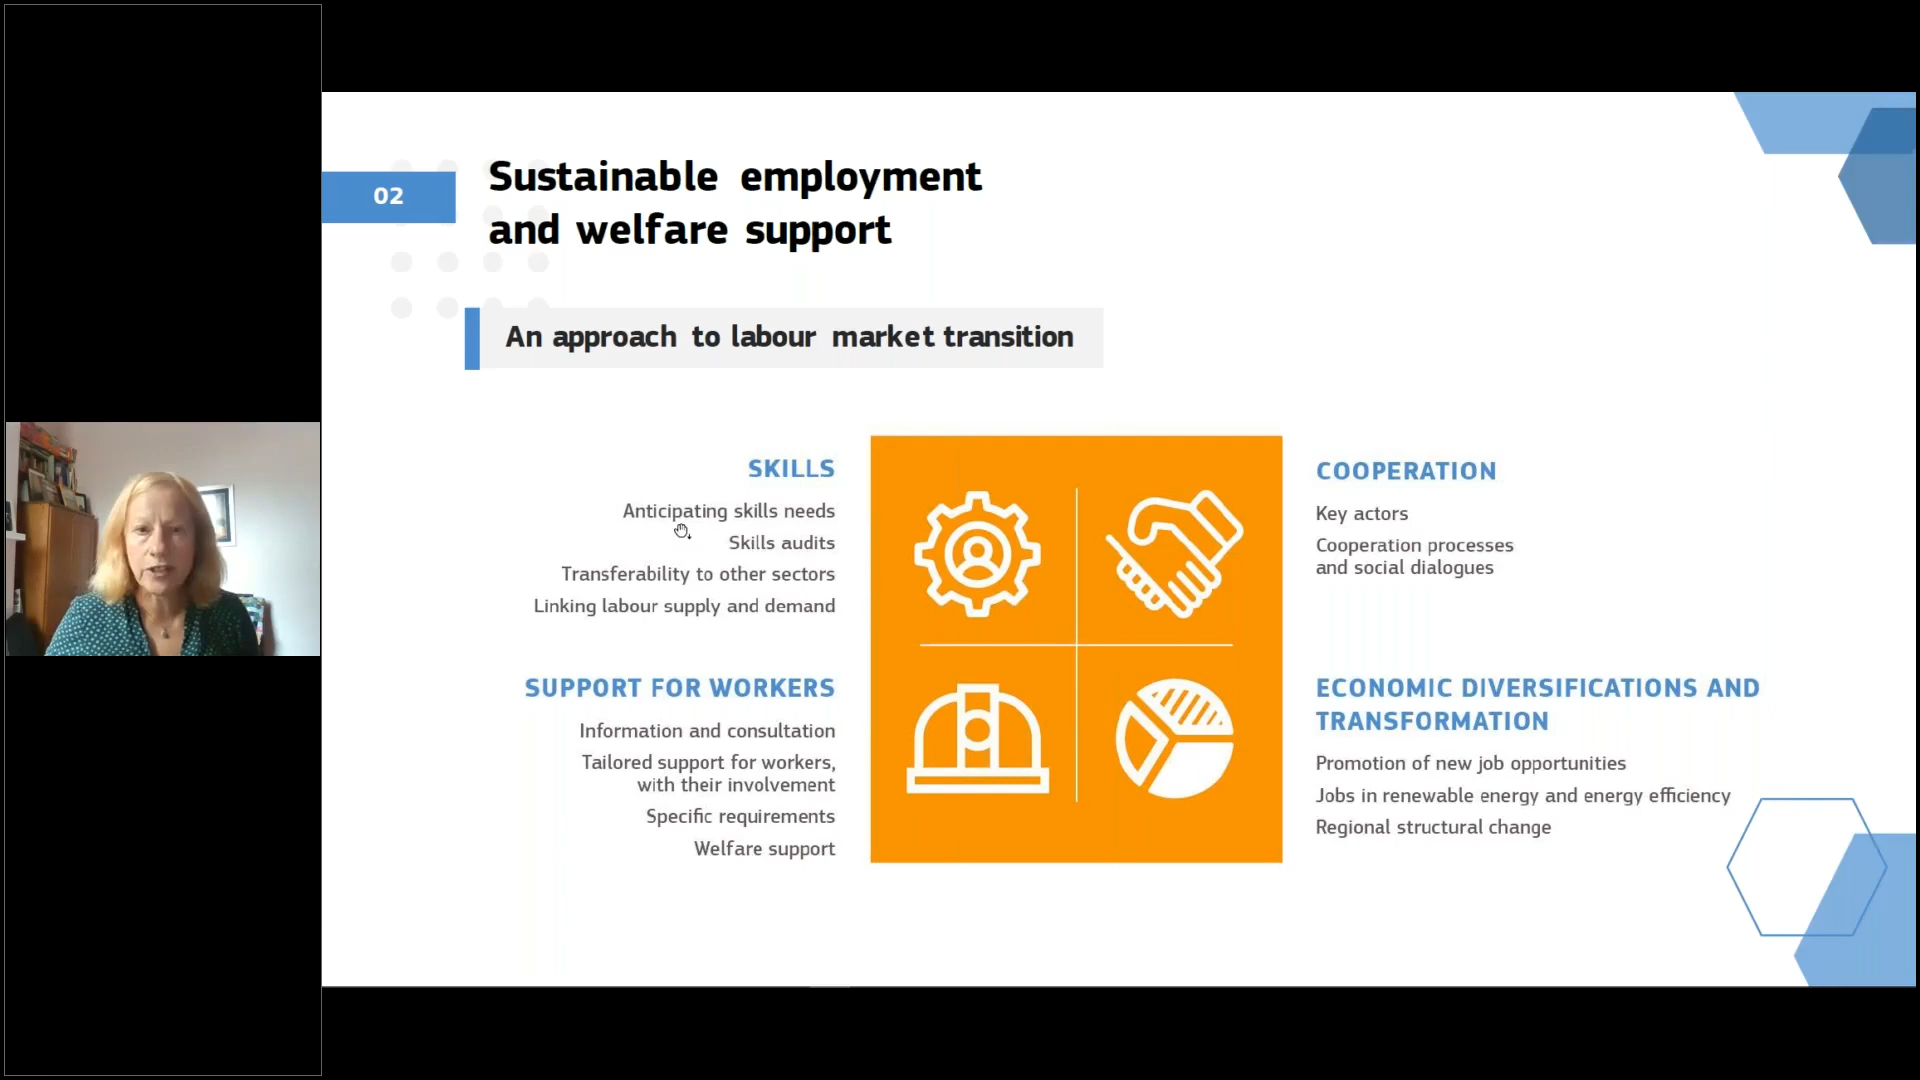 02
Sustainable employment
and welfare support
An approach to labour market transition
SKILLS
Anticipating skills needs
Skills audits
Transferability to other sectors
Linking labour supply and demand
COOPERATION
Key actors
Cooperation processes
and social dialogues
SUPPORT FOR WORKERS
Information and consultation
Tailored support for workers,
with their involvement
Specific requirements
Welfare support
ECONOMIC DIVERSIFICATIONS AND
TRANSFORMATION
Promotion of new job opportunities
Jobs in renewable energy and energy efficiency
Regional structural change